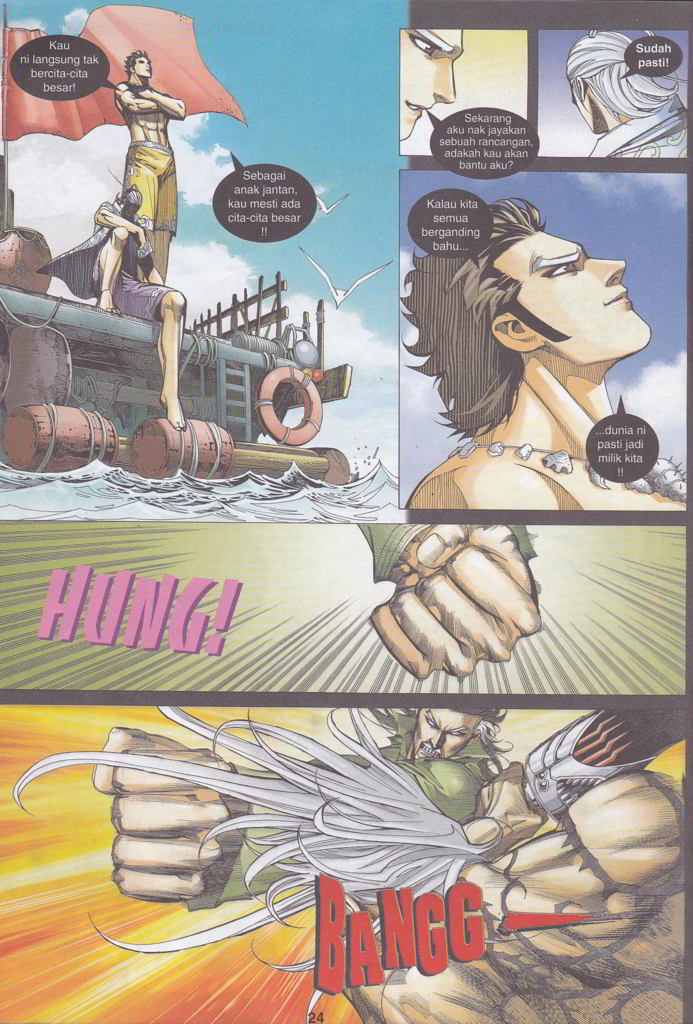 Kau
ni langsung tak
bercita-cita
besar!
Sebagai
anak jantan,
kau mesti ada
cita-cita besar
!!
Sekarang
aku nak jayakan
sebuah rancangan,
adakah kau akan
bantu aku?
Sudah
pasti!
Kalau kita
semua
berganding
bahu...
...dunia ni
pasti jadi
milik kita
!!
HUNG!
BANGG
24